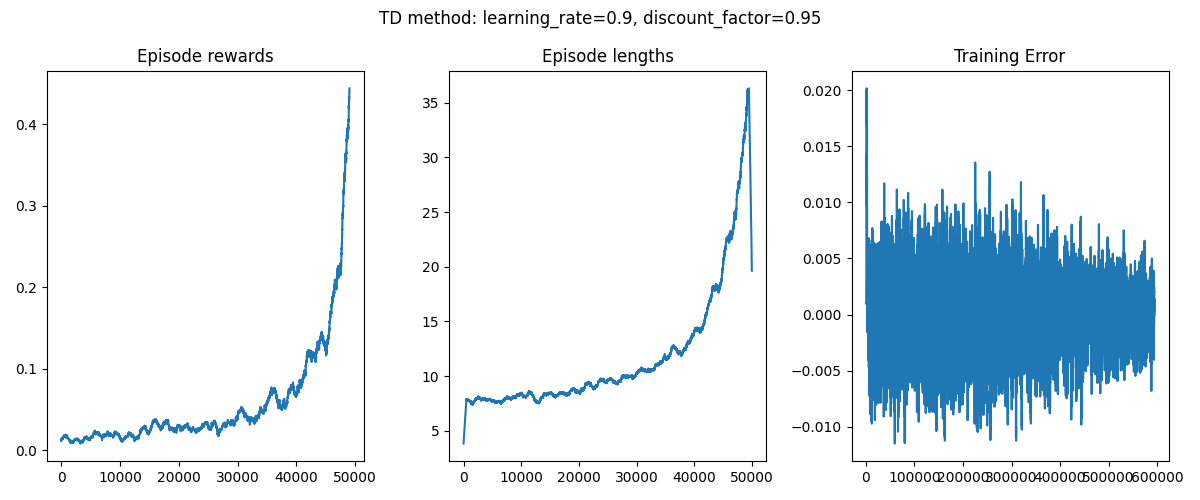 TD method: learning_rate=0.9, discount_factor=0.95
Episode rewards
Episode lengths
Training Error
0.4
0.3
0.2
0.1
0.0
0 10000 20000 30000 40000 50000
35
30
25
20
15
10
5
0 10000 20000 30000 40000 50000
0.020
0.015
0.010
0.005
0.000
−0.005
−0.010
0 100000 200000 300000 400000 500000 600000